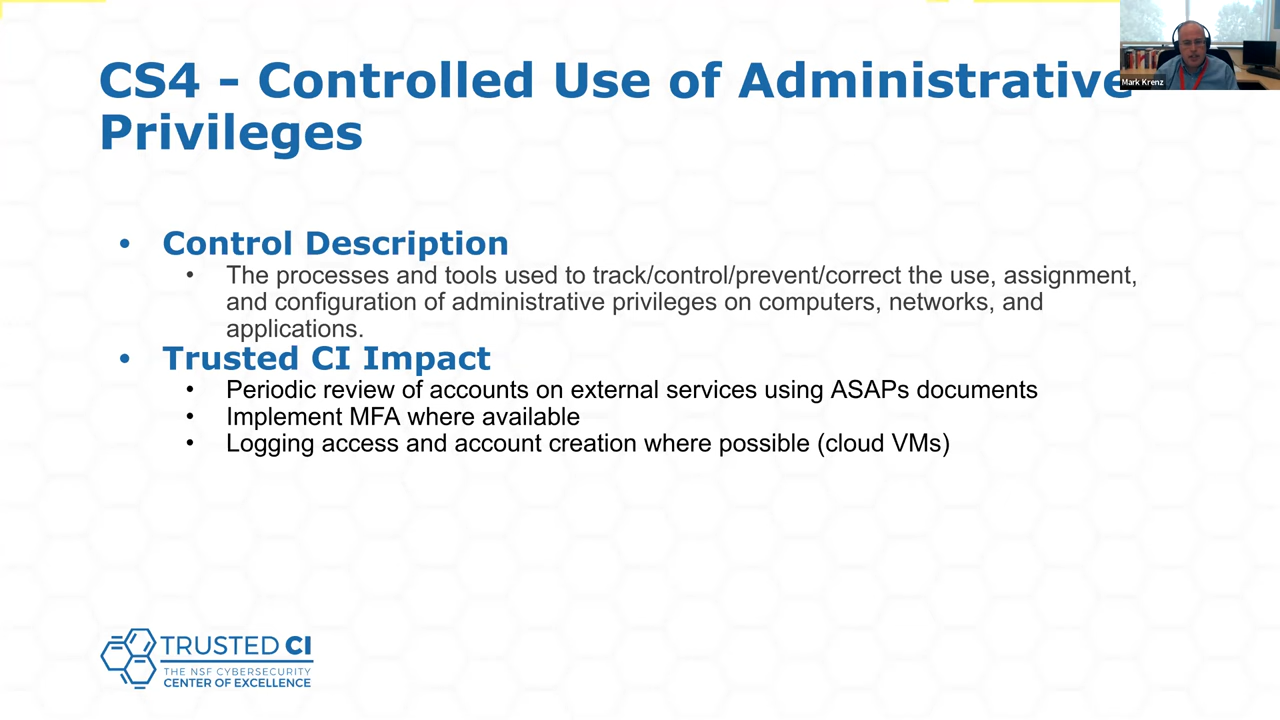 CS4 - Controlled Use of Administrative
Privileges
Mark Krenz
• Control Description
• The processes and tools used to track/control/prevent/correct the use, assignment,
and configuration of administrative privileges on computers, networks, and
applications.
• Trusted CI Impact
• Periodic review of accounts on external services using ASAPs documents
• Implement MFA where available
• Logging access and account creation where possible (cloud VMs)
TRUSTED CI
THE NSF CYBERSECURITY
CENTER OF EXCELLENCE